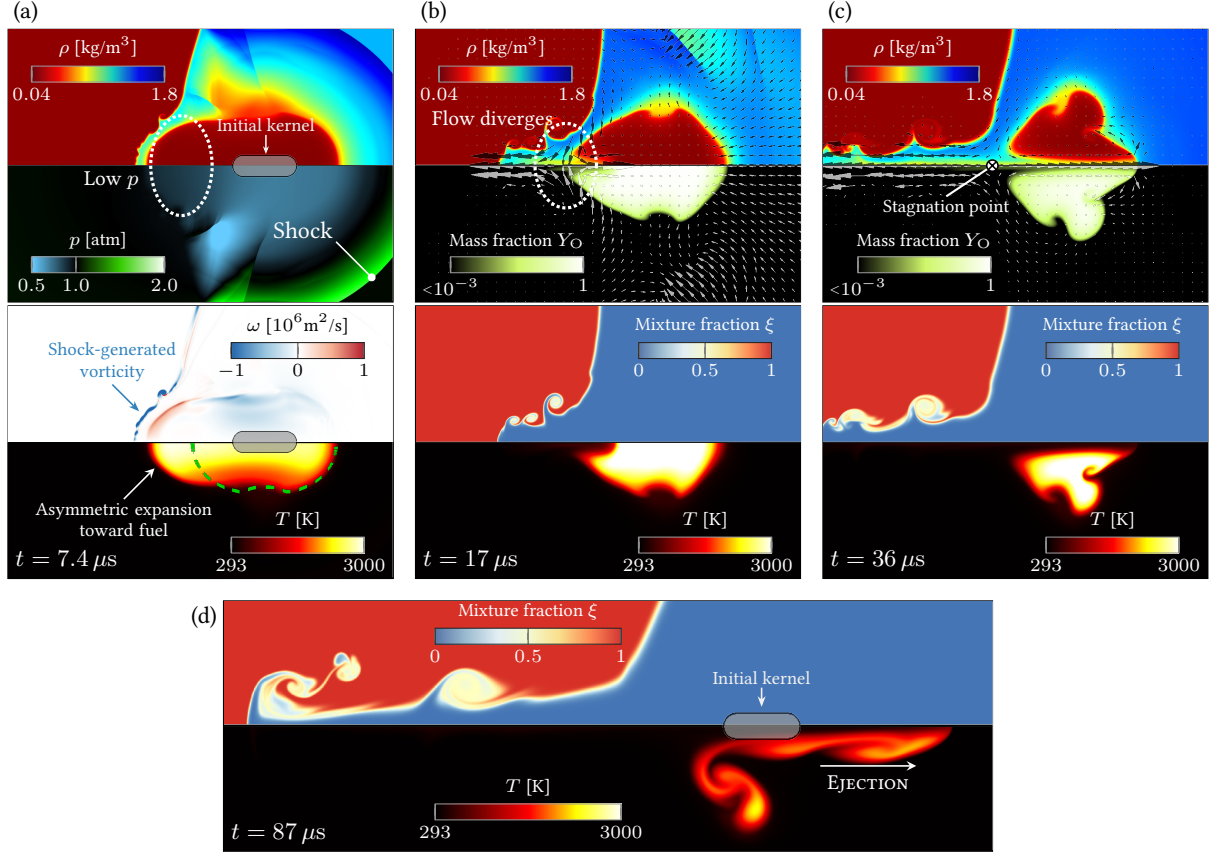 (a)
ρ [kg/m³]
0.04 1.8
Initial kernel
Low p
Shock
p [atm]
0.5 1.0 2.0
ω [10⁶m²/s]
−1 0 1
Shock-generated
vorticity
Asymmetric expansion
toward fuel
T [K]
293 3000
t = 7.4 µs
(b)
ρ [kg/m³]
0.04 1.8
Flow diverges
Mass fraction Y_O
<10⁻³ 1
Mixture fraction ξ
0 0.5 1
T [K]
293 3000
t = 17 µs
(c)
ρ [kg/m³]
0.04 1.8
Stagnation point
Mass fraction Y_O
<10⁻³ 1
Mixture fraction ξ
0 0.5 1
T [K]
293 3000
t = 36 µs
(d)
Mixture fraction ξ
0 0.5 1
Initial kernel
EJECTION
T [K]
293 3000
t = 87 µs